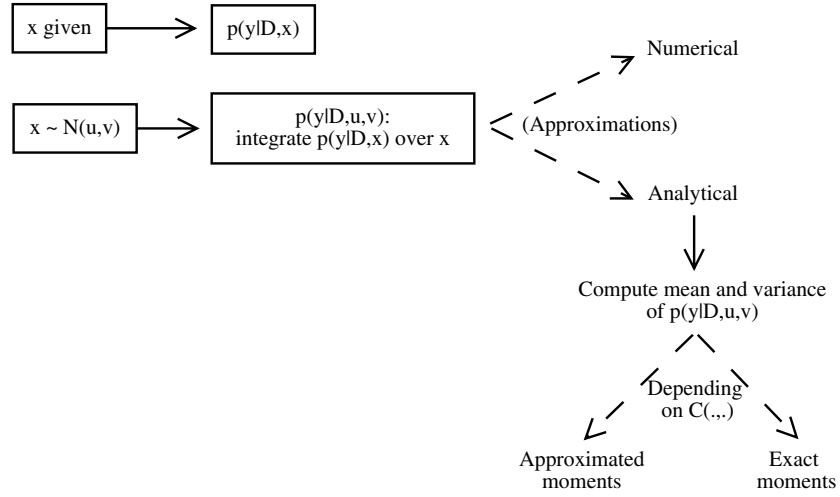 x given
p(y|D,x)
Numerical
x ~ N(u,v)
p(y|D,u,v):
integrate p(y|D,x) over x
(Approximations)
Analytical
Compute mean and variance
of p(y|D,u,v)
Depending
on C(.,.)
Approximated
moments
Exact
moments